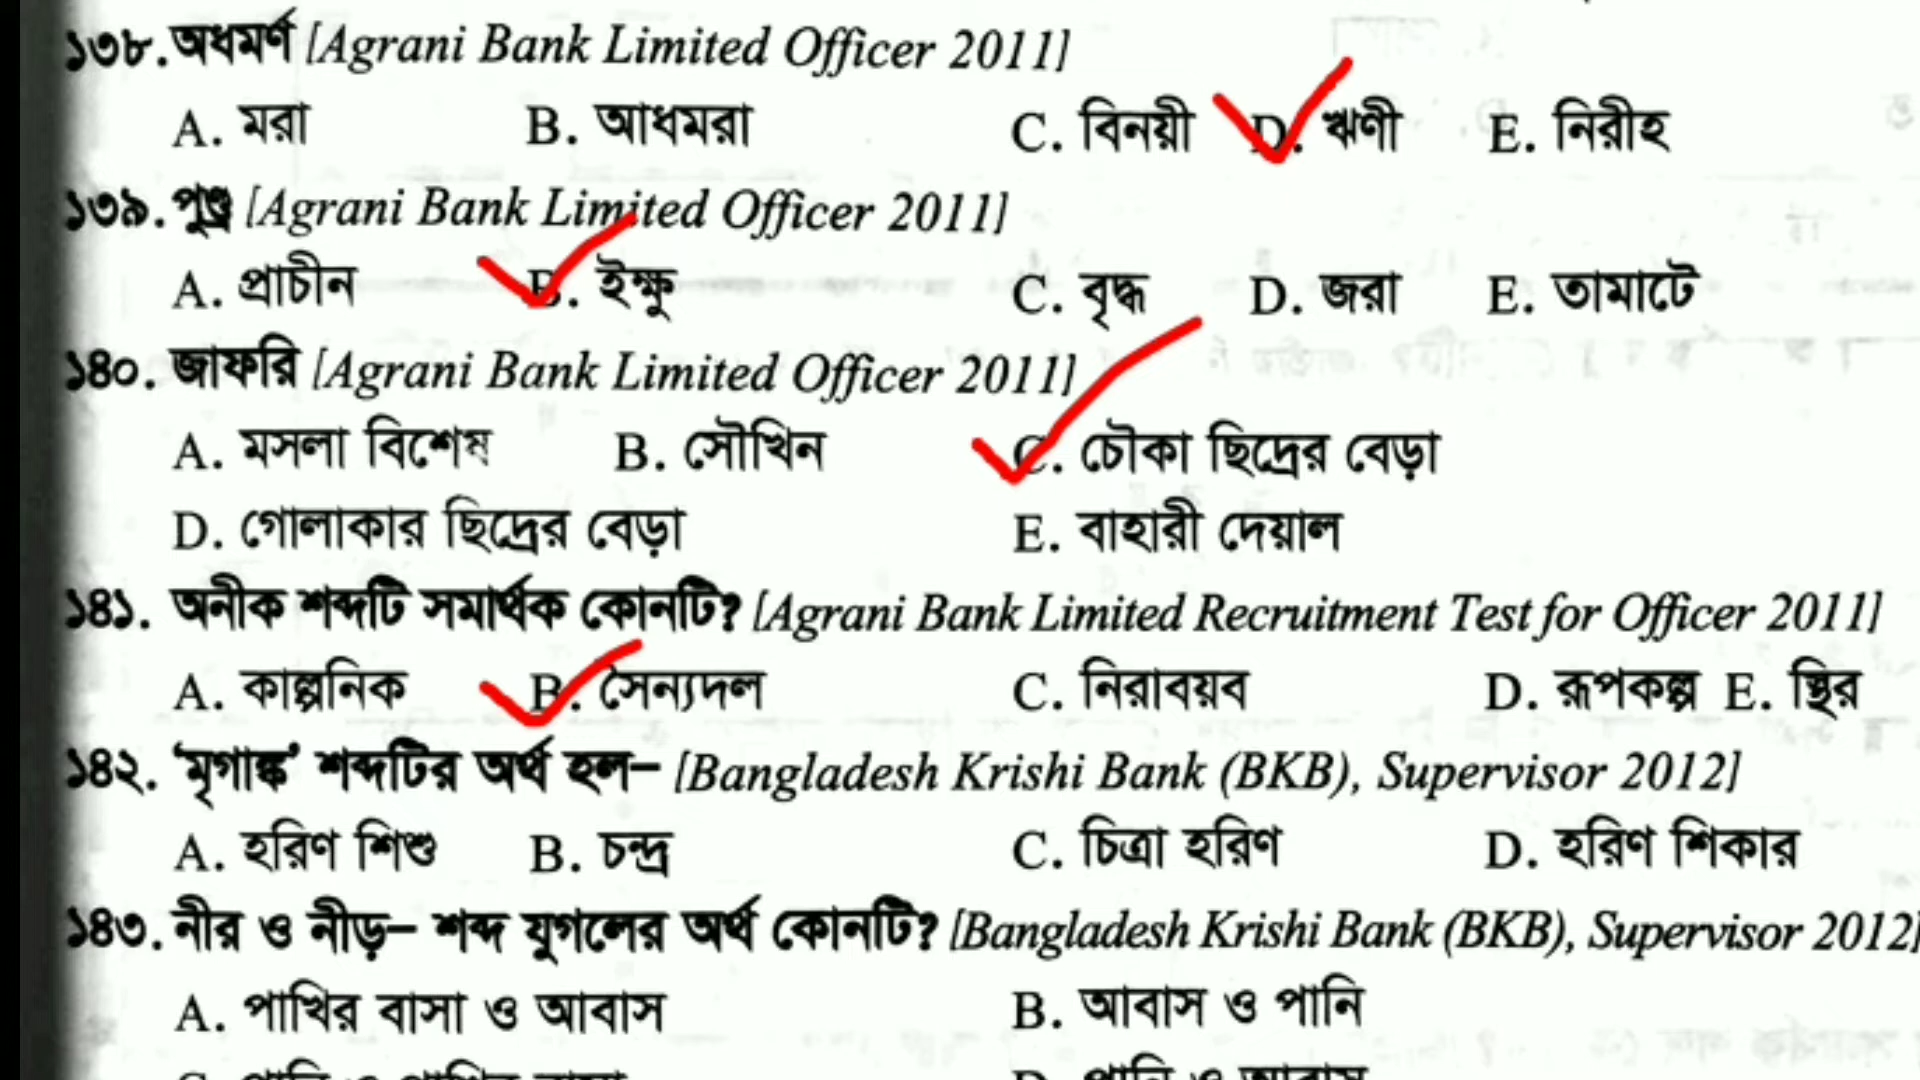 ১৩৮. অধমর্ণ [Agrani Bank Limited Officer 2011]
A. মরা B. আধমরা C. বিনয়ী D. ঋণী E. নিরীহ
১৩৯. পুণ্ড্র [Agrani Bank Limited Officer 2011]
A. প্রাচীন B. ইক্ষু C. বৃদ্ধ D. জরা E. তামাটে
১৪০. জাফরি [Agrani Bank Limited Officer 2011]
A. মসলা বিশেষ B. সৌখিন C. চৌকা ছিদ্রের বেড়া
D. গোলাকার ছিদ্রের বেড়া E. বাহারী দেয়াল
১৪১. অনীক শব্দটি সমার্থক কোনটি? [Agrani Bank Limited Recruitment Test for Officer 2011]
A. কাল্পনিক B. সৈন্যদল C. নিরাবয়ব D. রূপকল্প E. স্থির
১৪২. ‘মৃগাঙ্ক’ শব্দটির অর্থ হল– [Bangladesh Krishi Bank (BKB), Supervisor 2012]
A. হরিণ শিশু B. চন্দ্র C. চিত্রা হরিণ D. হরিণ শিকার
১৪৩. নীর ও নীড়– শব্দ যুগলের অর্থ কোনটি? [Bangladesh Krishi Bank (BKB), Supervisor 2012]
A. পাখির বাসা ও আবাস B. আবাস ও পানি
C. পানি ও পাখির বাসা D. পানি ও আবাস